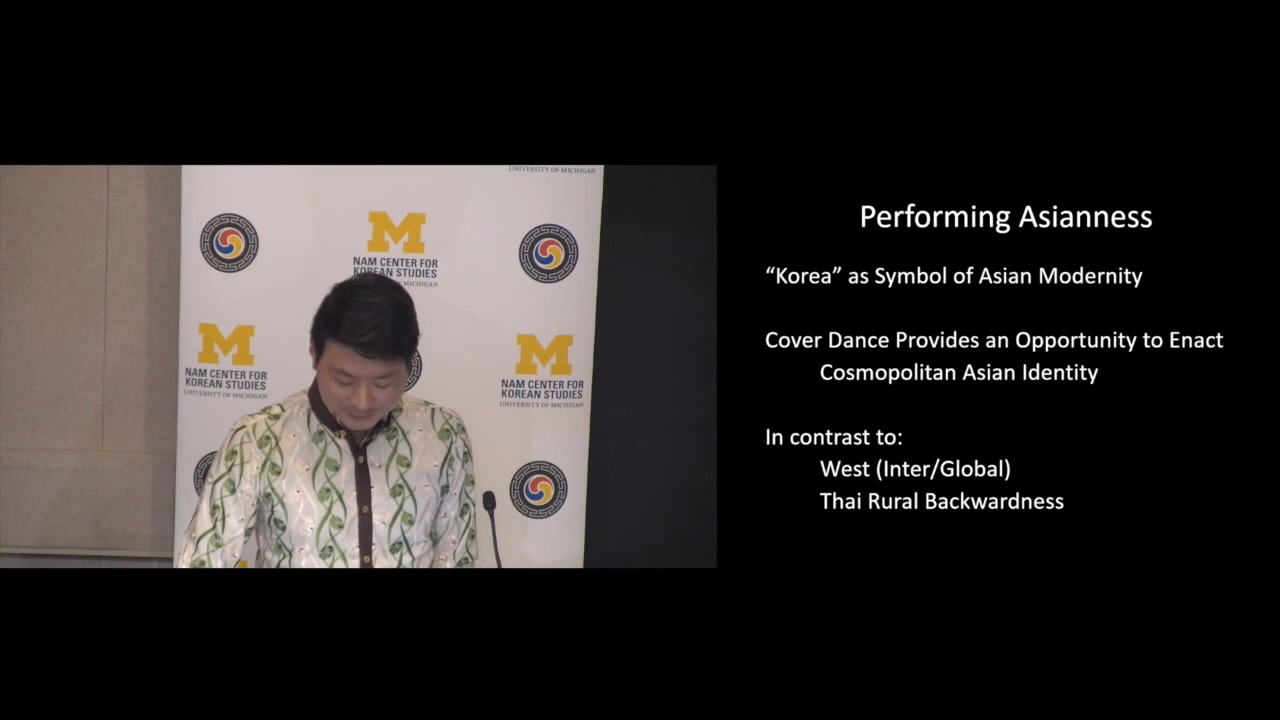 UNIVERSITY OF MICHIGAN
M
NAM CENTER FOR
KOREAN STUDIES
OF MICHIGAN
M
NAM CENTER FOR
KOREAN STUDIES
UNIVERSITY OF MICHIGAN
M
NAM CENTER FOR
KOREAN STUDIES
UNIVERSITY OF MICHIGAN
Performing Asianness
“Korea” as Symbol of Asian Modernity
Cover Dance Provides an Opportunity to Enact
Cosmopolitan Asian Identity
In contrast to:
West (Inter/Global)
Thai Rural Backwardness